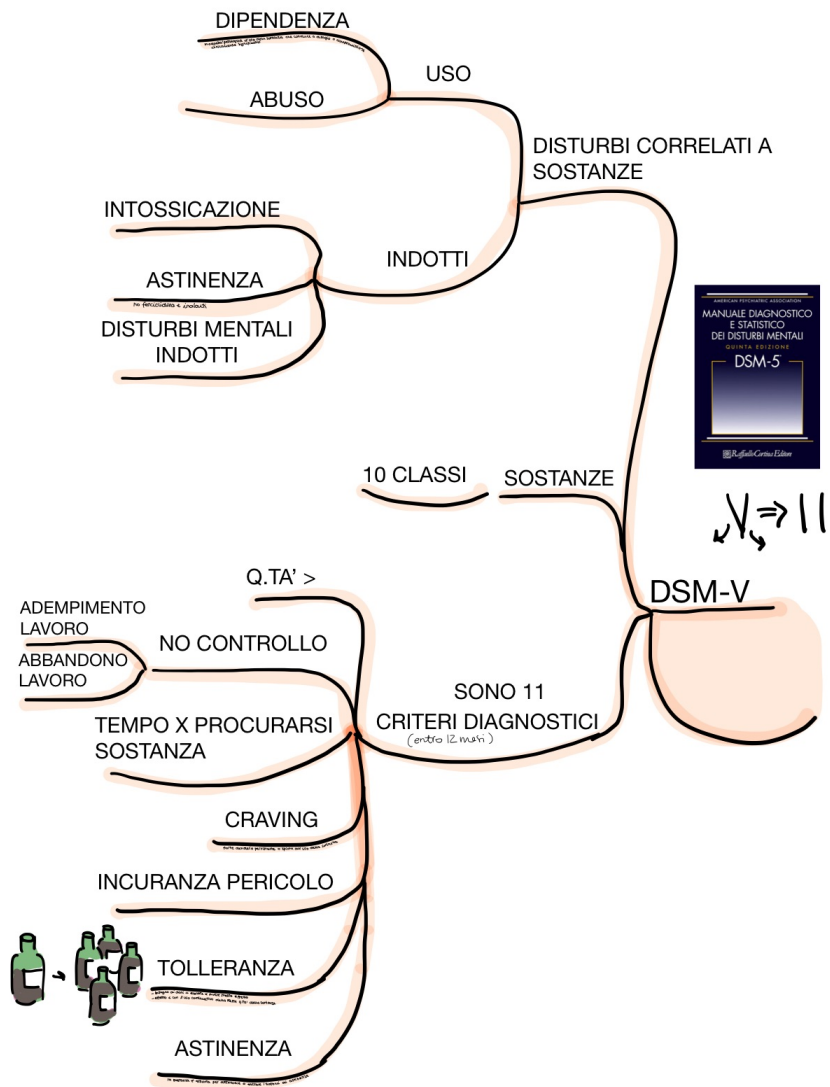 DIPENDENZA
ABUSO
USO
DISTURBI CORRELATI A
SOSTANZE
INTOSSICAZIONE
ASTINENZA
DISTURBI MENTALI
INDOTTI
INDOTTI
AMERICAN PSYCHIATRIC ASSOCIATION
MANUALE DIAGNOSTICO
E STATISTICO
DEI DISTURBI MENTALI
QUINTA EDIZIONE
DSM-5
Raffaello Cortina Editore
10 CLASSI
SOSTANZE
V ⇒ 11
DSM-V
Q.TA' >
ADEMPIMENTO
LAVORO
ABBANDONO
LAVORO
NO CONTROLLO
SONO 11
CRITERI DIAGNOSTICI
(entro 12 mesi)
TEMPO X PROCURARSI
SOSTANZA
CRAVING
INCURANZA PERICOLO
TOLLERANZA
ASTINENZA